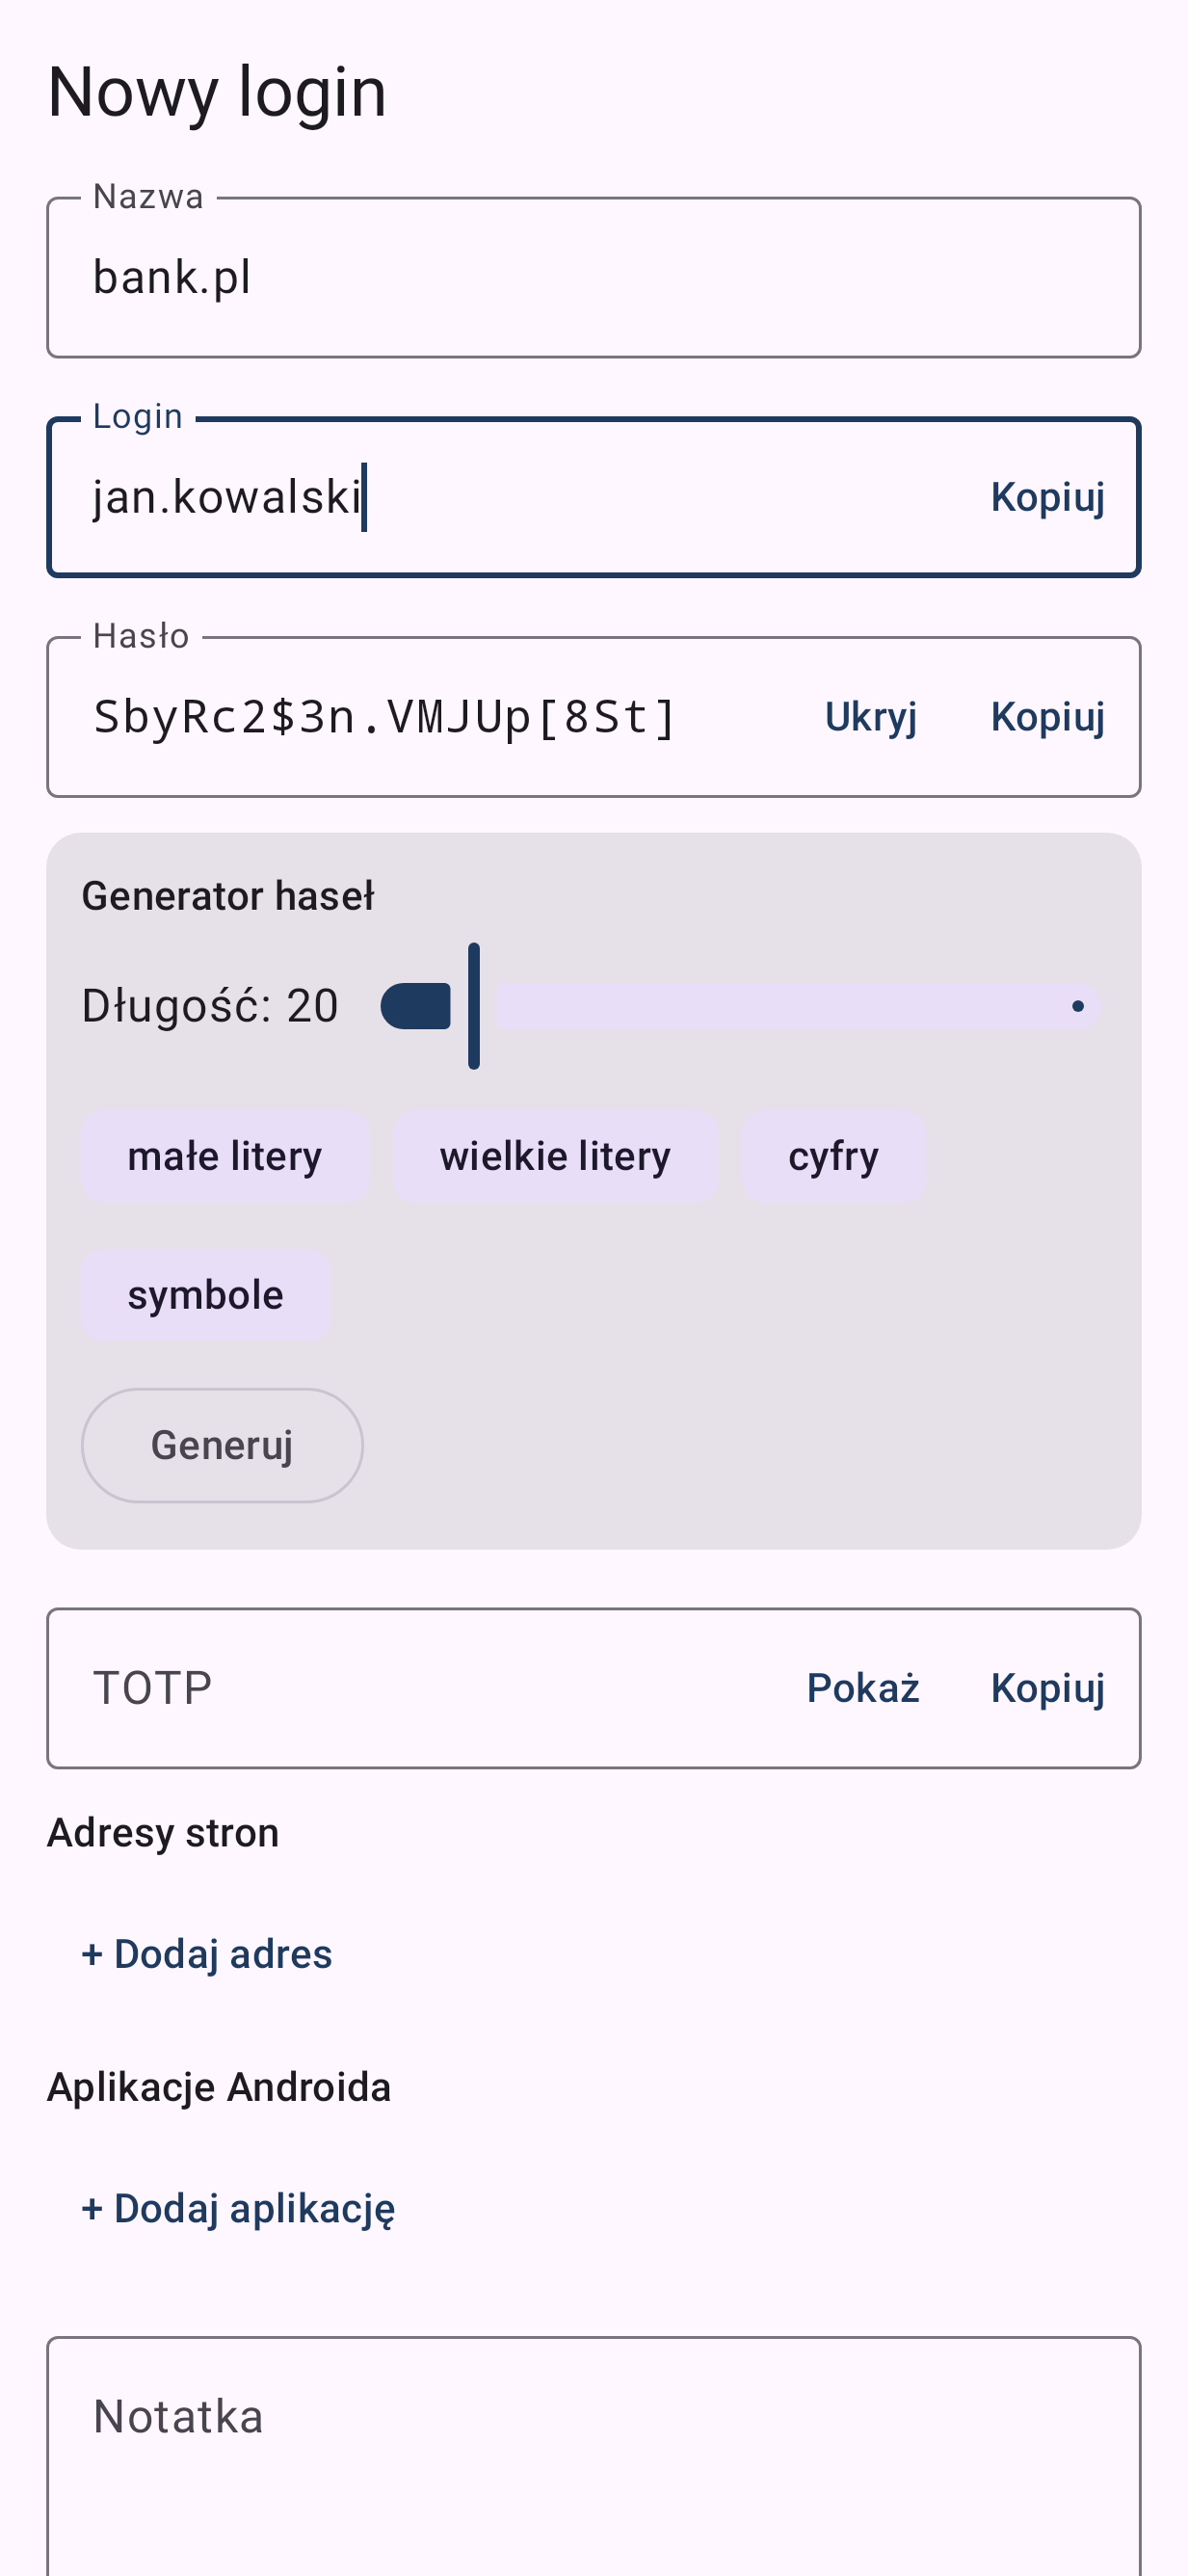 Nowy login
Nazwa
bank.pl
Login
jan.kowalski
Kopiuj
Hasło
SbyRc2$3n.VMJUp[8St]
Ukryj
Kopiuj
Generator haseł
Długość: 20
małe litery
wielkie litery
cyfry
symbole
Generuj
TOTP
Pokaż
Kopiuj
Adresy stron
+ Dodaj adres
Aplikacje Androida
+ Dodaj aplikację
Notatka